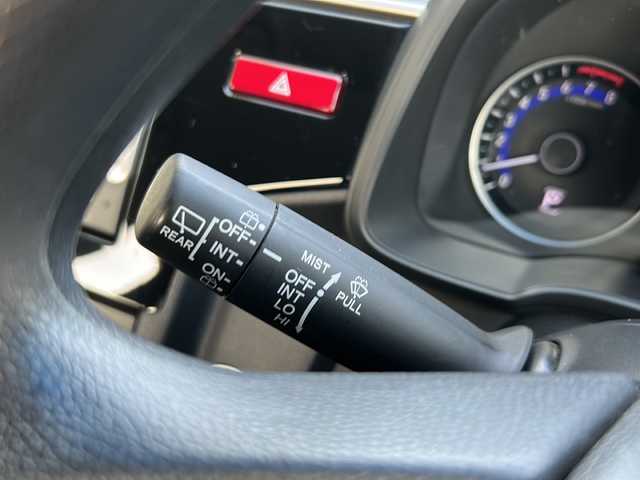 REAR
OFF
INT
ON
MIST
OFF
INT
LO
HI
PULL